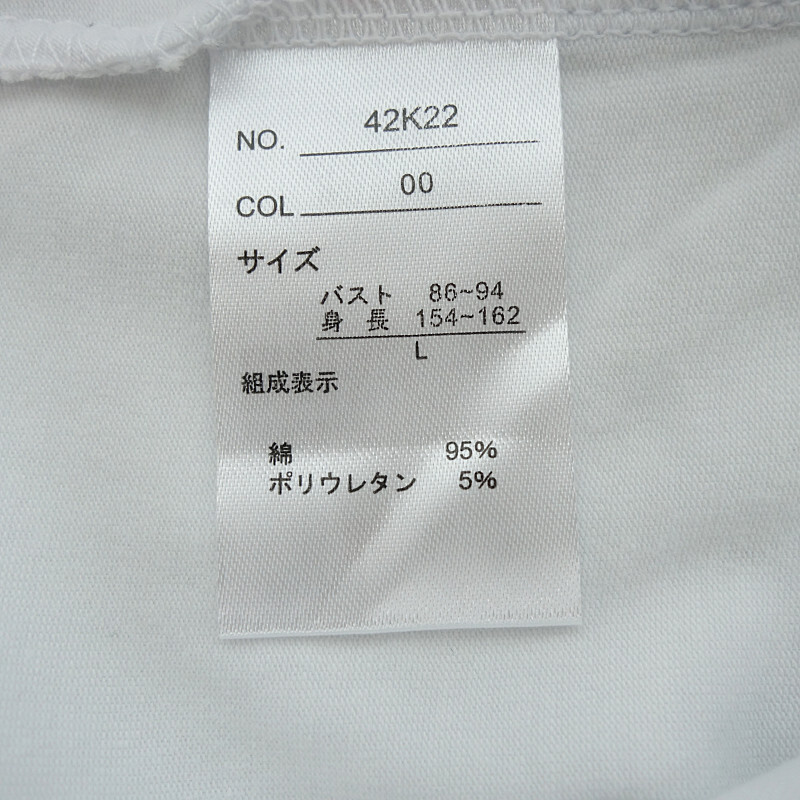 NO. 42K22
COL 00
サイズ
バスト 86~94
身長 154~162
L
組成表示
綿 95%
ポリウレタン 5%